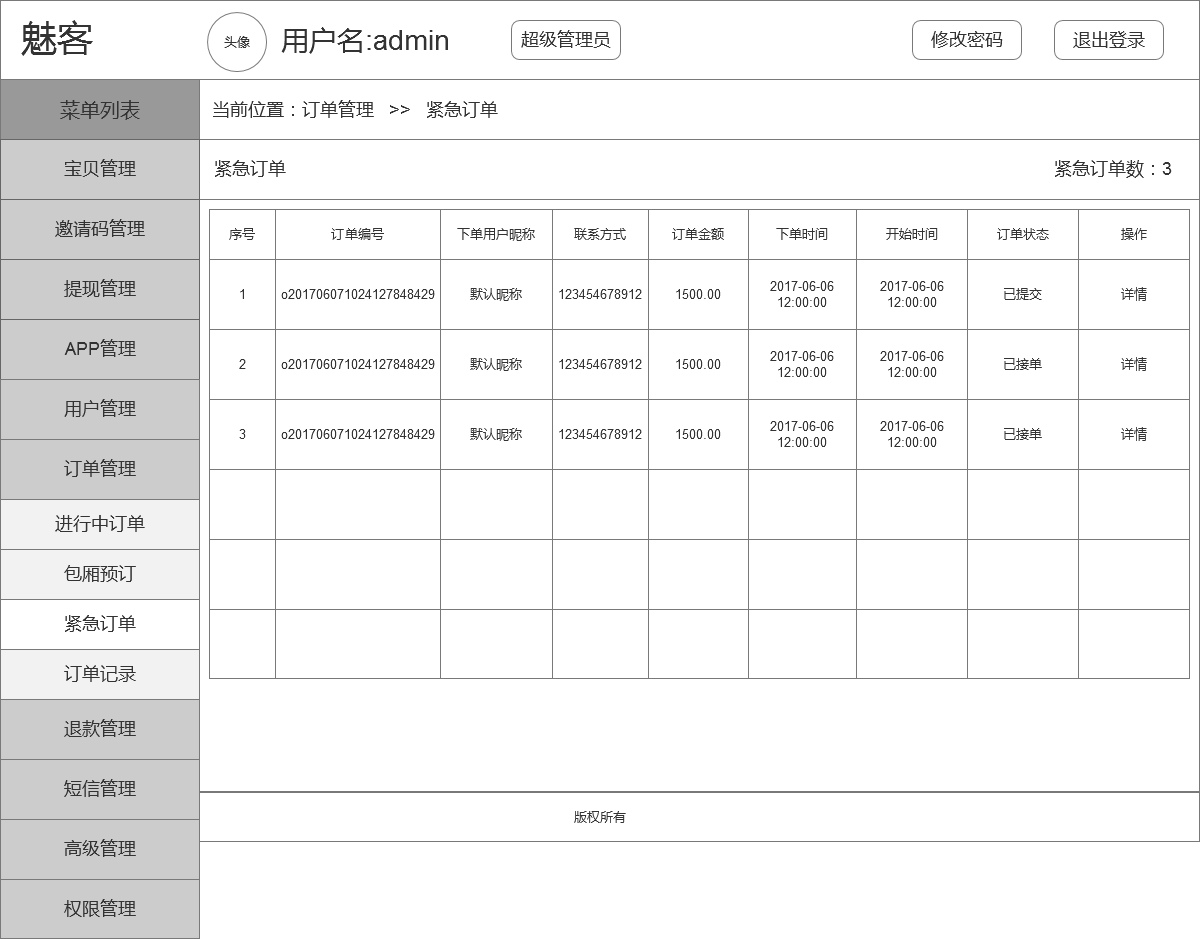 魅客
头像
用户名:admin
超级管理员
修改密码
退出登录
菜单列表
宝贝管理
邀请码管理
提现管理
APP管理
用户管理
订单管理
进行中订单
包厢预订
紧急订单
订单记录
退款管理
短信管理
高级管理
权限管理
当前位置：订单管理 >> 紧急订单
紧急订单
紧急订单数：3
序号 订单编号 下单用户昵称 联系方式 订单金额 下单时间 开始时间 订单状态 操作
1 o201706071024127848429 默认昵称 123454678912 1500.00 2017-06-06 12:00:00 2017-06-06 12:00:00 已提交 详情
2 o201706071024127848429 默认昵称 123454678912 1500.00 2017-06-06 12:00:00 2017-06-06 12:00:00 已接单 详情
3 o201706071024127848429 默认昵称 123454678912 1500.00 2017-06-06 12:00:00 2017-06-06 12:00:00 已接单 详情
版权所有